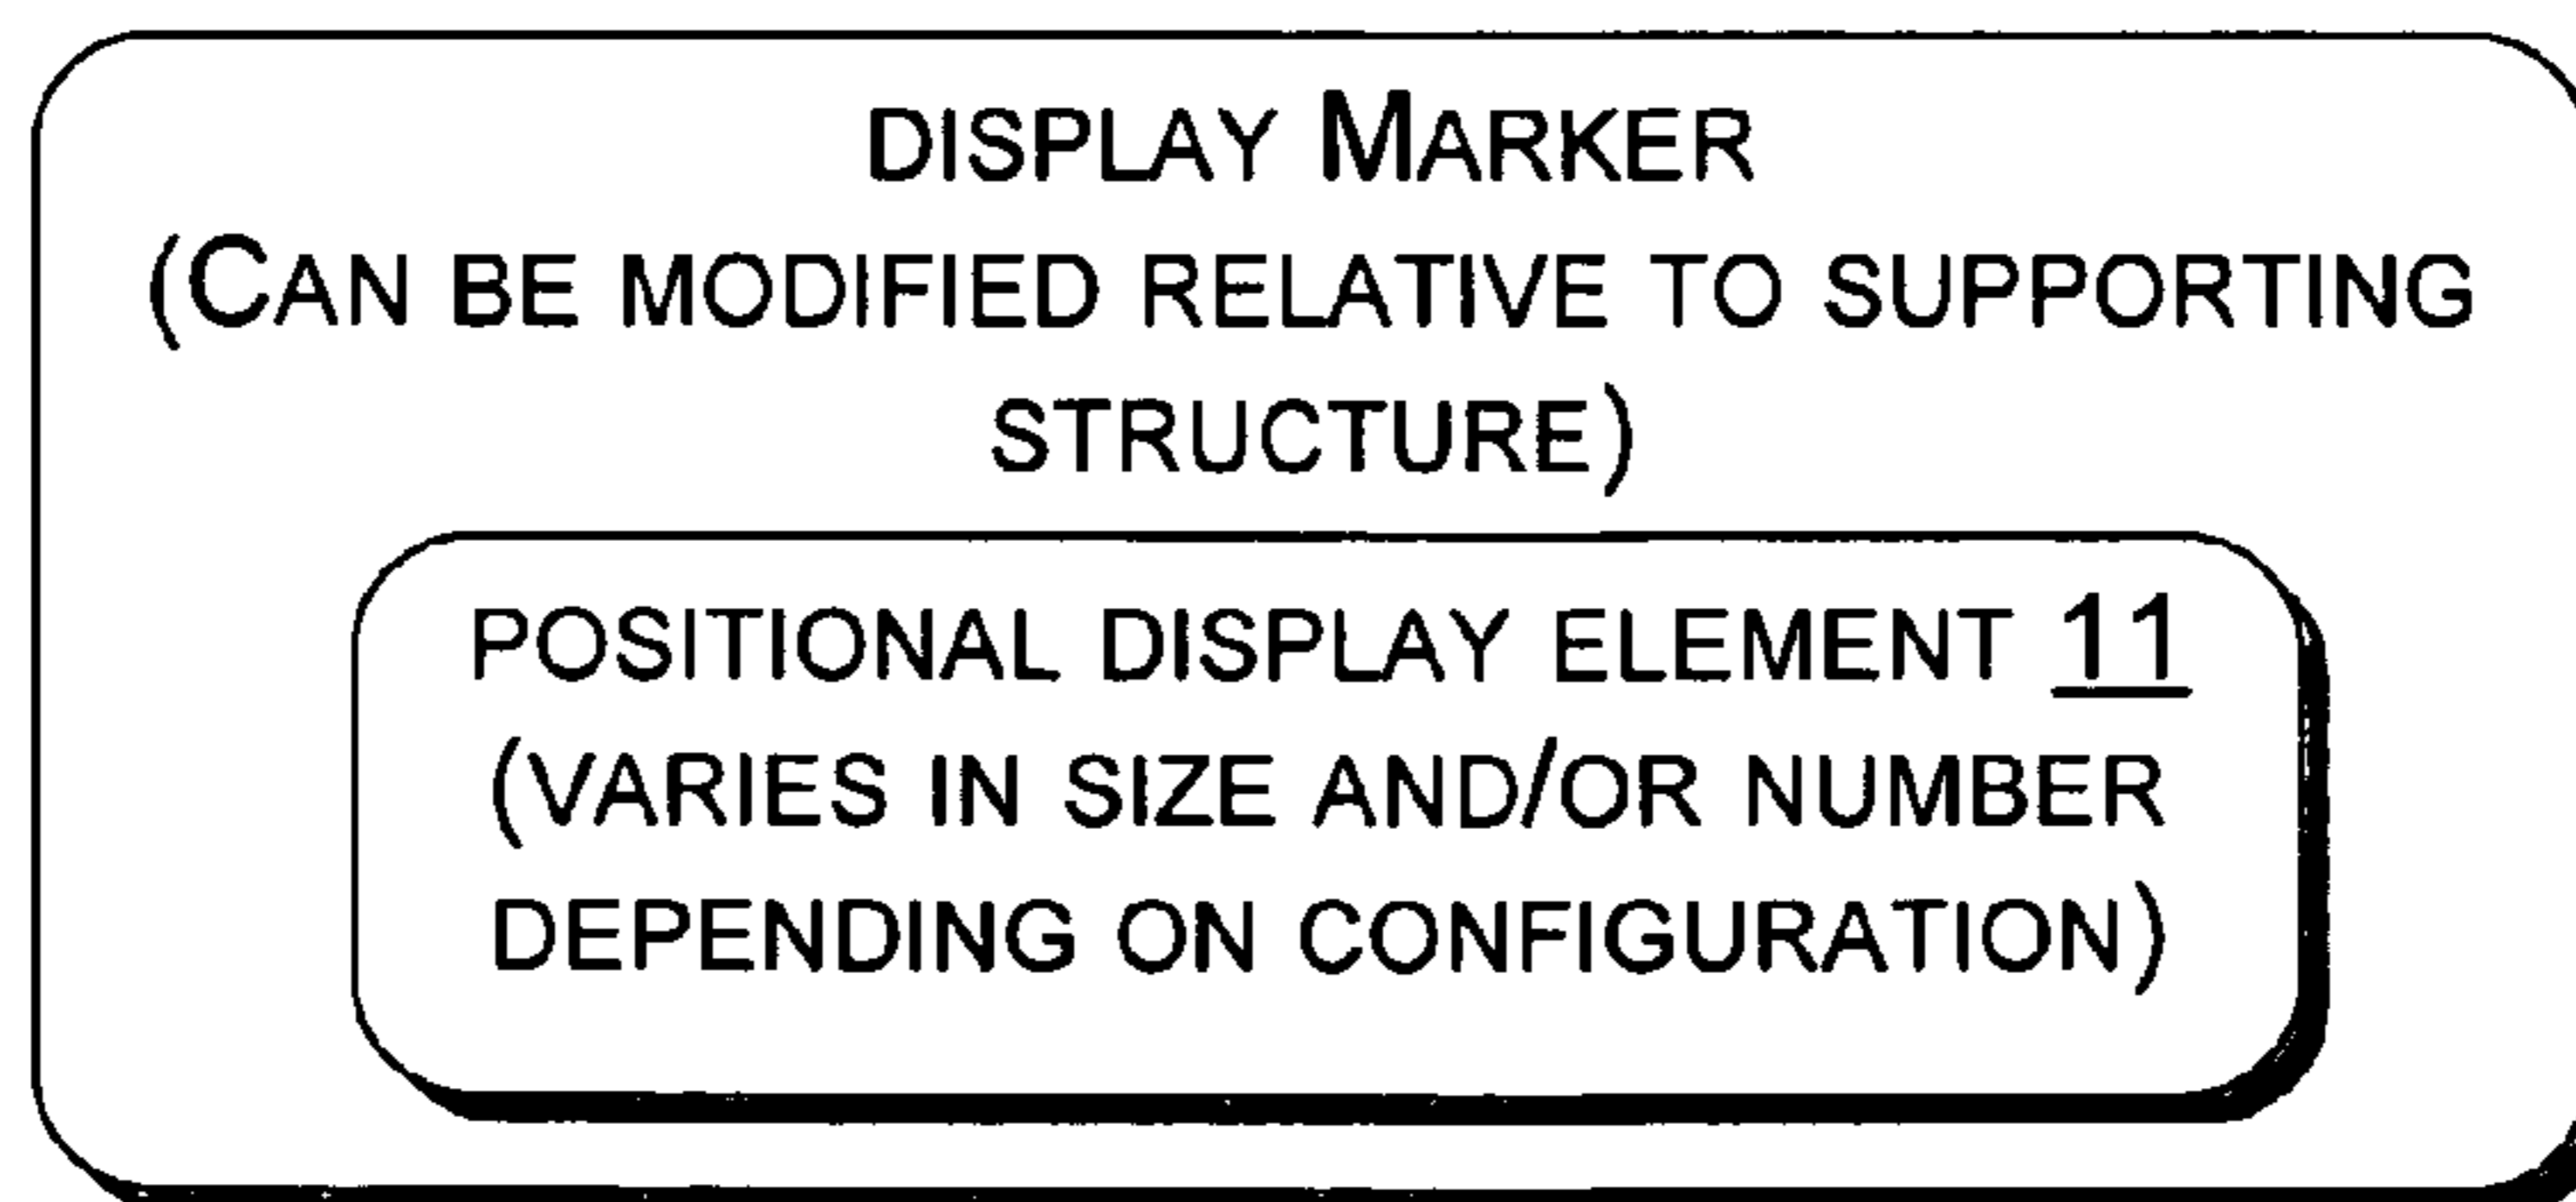 DISPLAY MARKER
(CAN BE MODIFIED RELATIVE TO SUPPORTING
STRUCTURE)
POSITIONAL DISPLAY ELEMENT 11
(VARIES IN SIZE AND/OR NUMBER
DEPENDING ON CONFIGURATION)